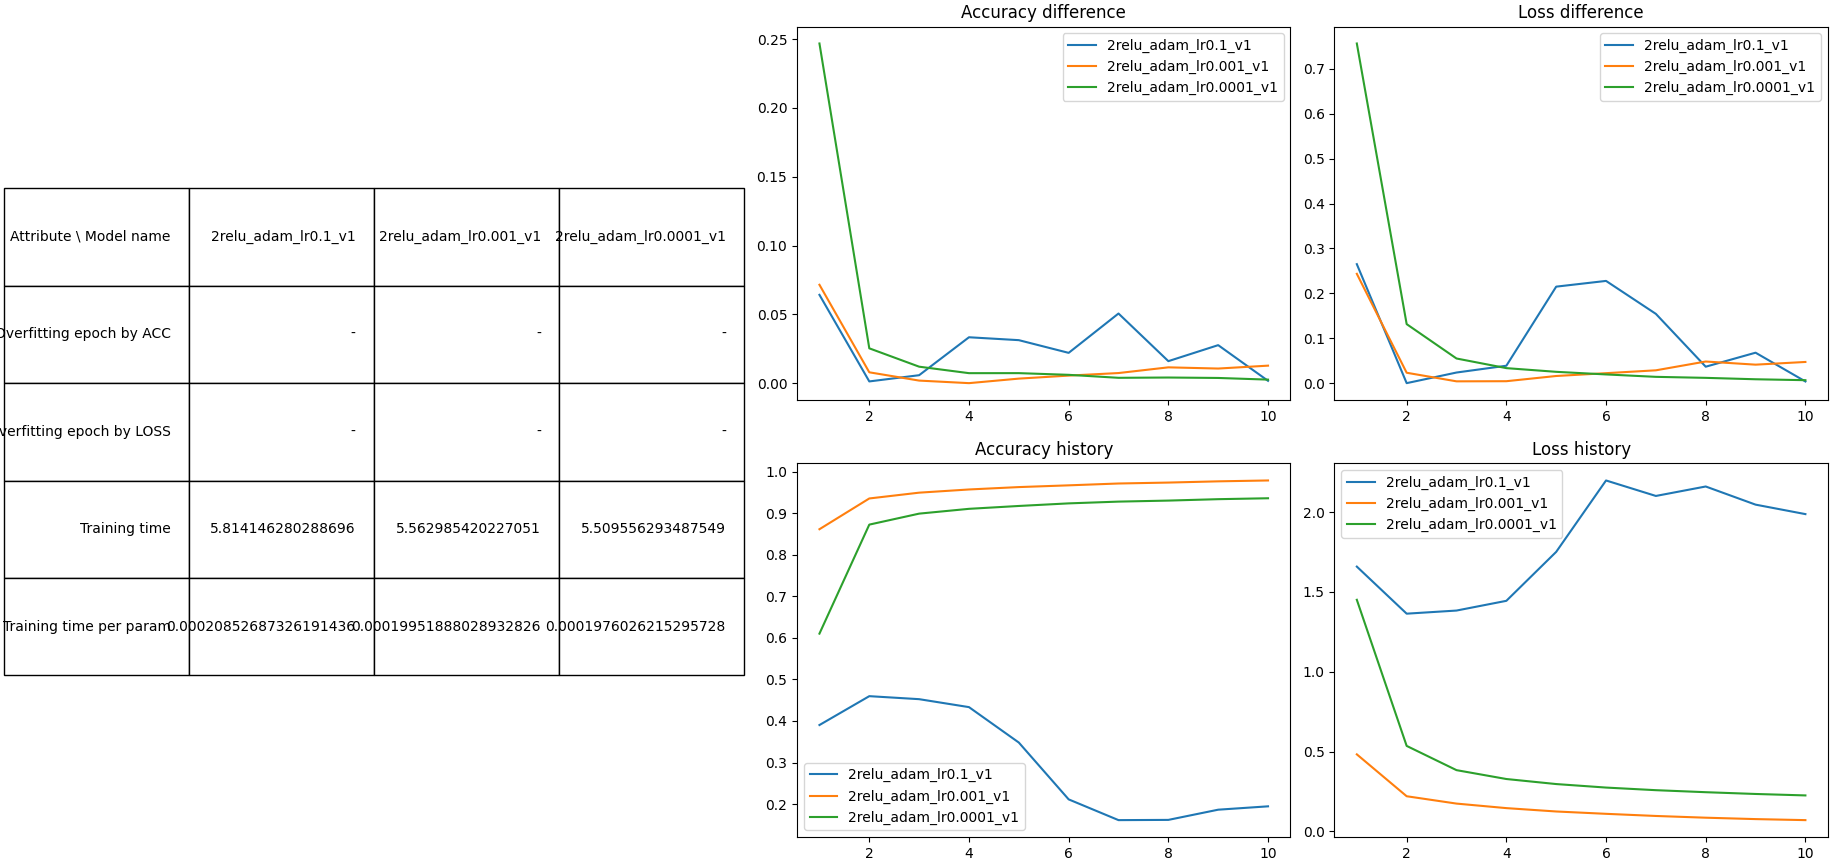 Attribute \ Model name 2relu_adam_lr0.1_v1 2relu_adam_lr0.001_v1 2relu_adam_lr0.0001_v1
Overfitting epoch by ACC - - -
verfitting epoch by LOSS - - -
Training time 5.814146280288696 5.562985420227051 5.509556293487549
Training time per param 0.00020852687326191436 0.00019951888028932826 0.0001976026215295728
Accuracy difference
2relu_adam_lr0.1_v1
2relu_adam_lr0.001_v1
2relu_adam_lr0.0001_v1
0.25
0.20
0.15
0.10
0.05
0.00
2 4 6 8 10
Loss difference
2relu_adam_lr0.1_v1
2relu_adam_lr0.001_v1
2relu_adam_lr0.0001_v1
0.7
0.6
0.5
0.4
0.3
0.2
0.1
0.0
2 4 6 8 10
Accuracy history
1.0
0.9
0.8
0.7
0.6
0.5
0.4
0.3
0.2
2relu_adam_lr0.1_v1
2relu_adam_lr0.001_v1
2relu_adam_lr0.0001_v1
2 4 6 8 10
Loss history
2relu_adam_lr0.1_v1
2relu_adam_lr0.001_v1
2relu_adam_lr0.0001_v1
2.0
1.5
1.0
0.5
0.0
2 4 6 8 10